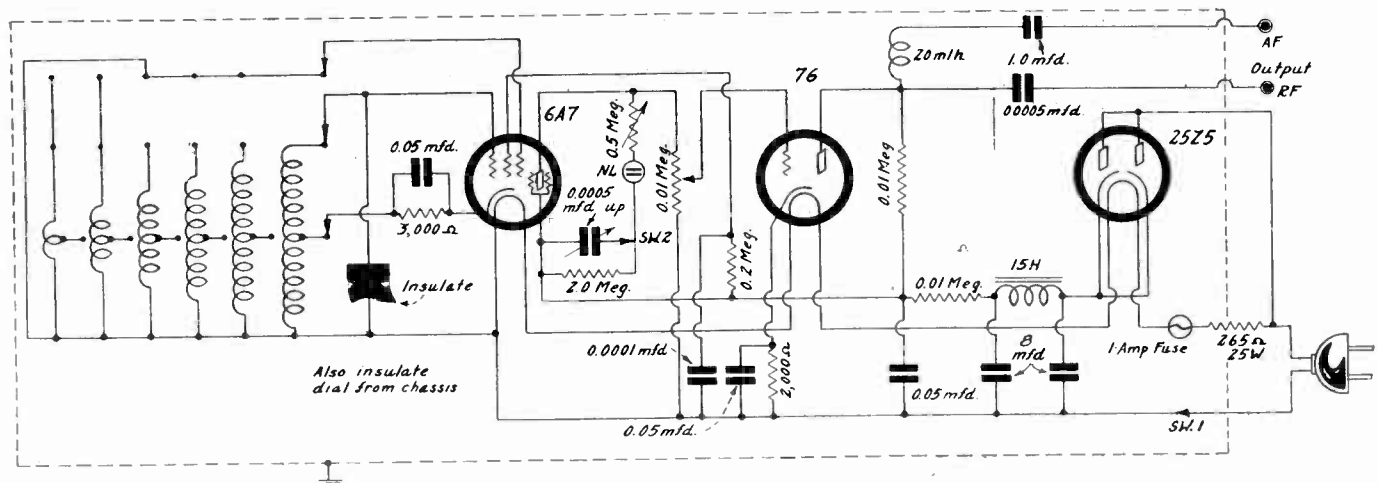 AF
20 mlh
1.0 mfd.
Output
RF
76
.00005 mfd.
6A7
25Z5
0.5 Meg.
0.05 mfd.
NL
0.01 Meg.
0.01 Meg.
0.0005
mfd up
SW.2
3,000 Ω
0.2 Meg.
2.0 Meg.
15H
0.01 Meg.
Insulate
1 Amp Fuse
265 Ω
25W
8
mfd
0.0001 mfd
2,000 Ω
Also insulate
dial from chassis
0.05 mfd.
0.05 mfd.
SW.1